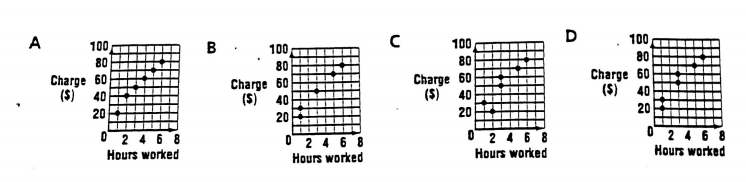 A
100
80
Charge 60
($) 40
20
0 2 4 6 8
Hours worked
B
100
80
Charge 60
($) 40
20
0 2 4 6 8
Hours worked
C
100
80
Charge 60
($) 40
20
0 2 4 6 8
Hours worked
D
100
80
Charge 60
($) 40
20
0 2 4 6 8
Hours worked